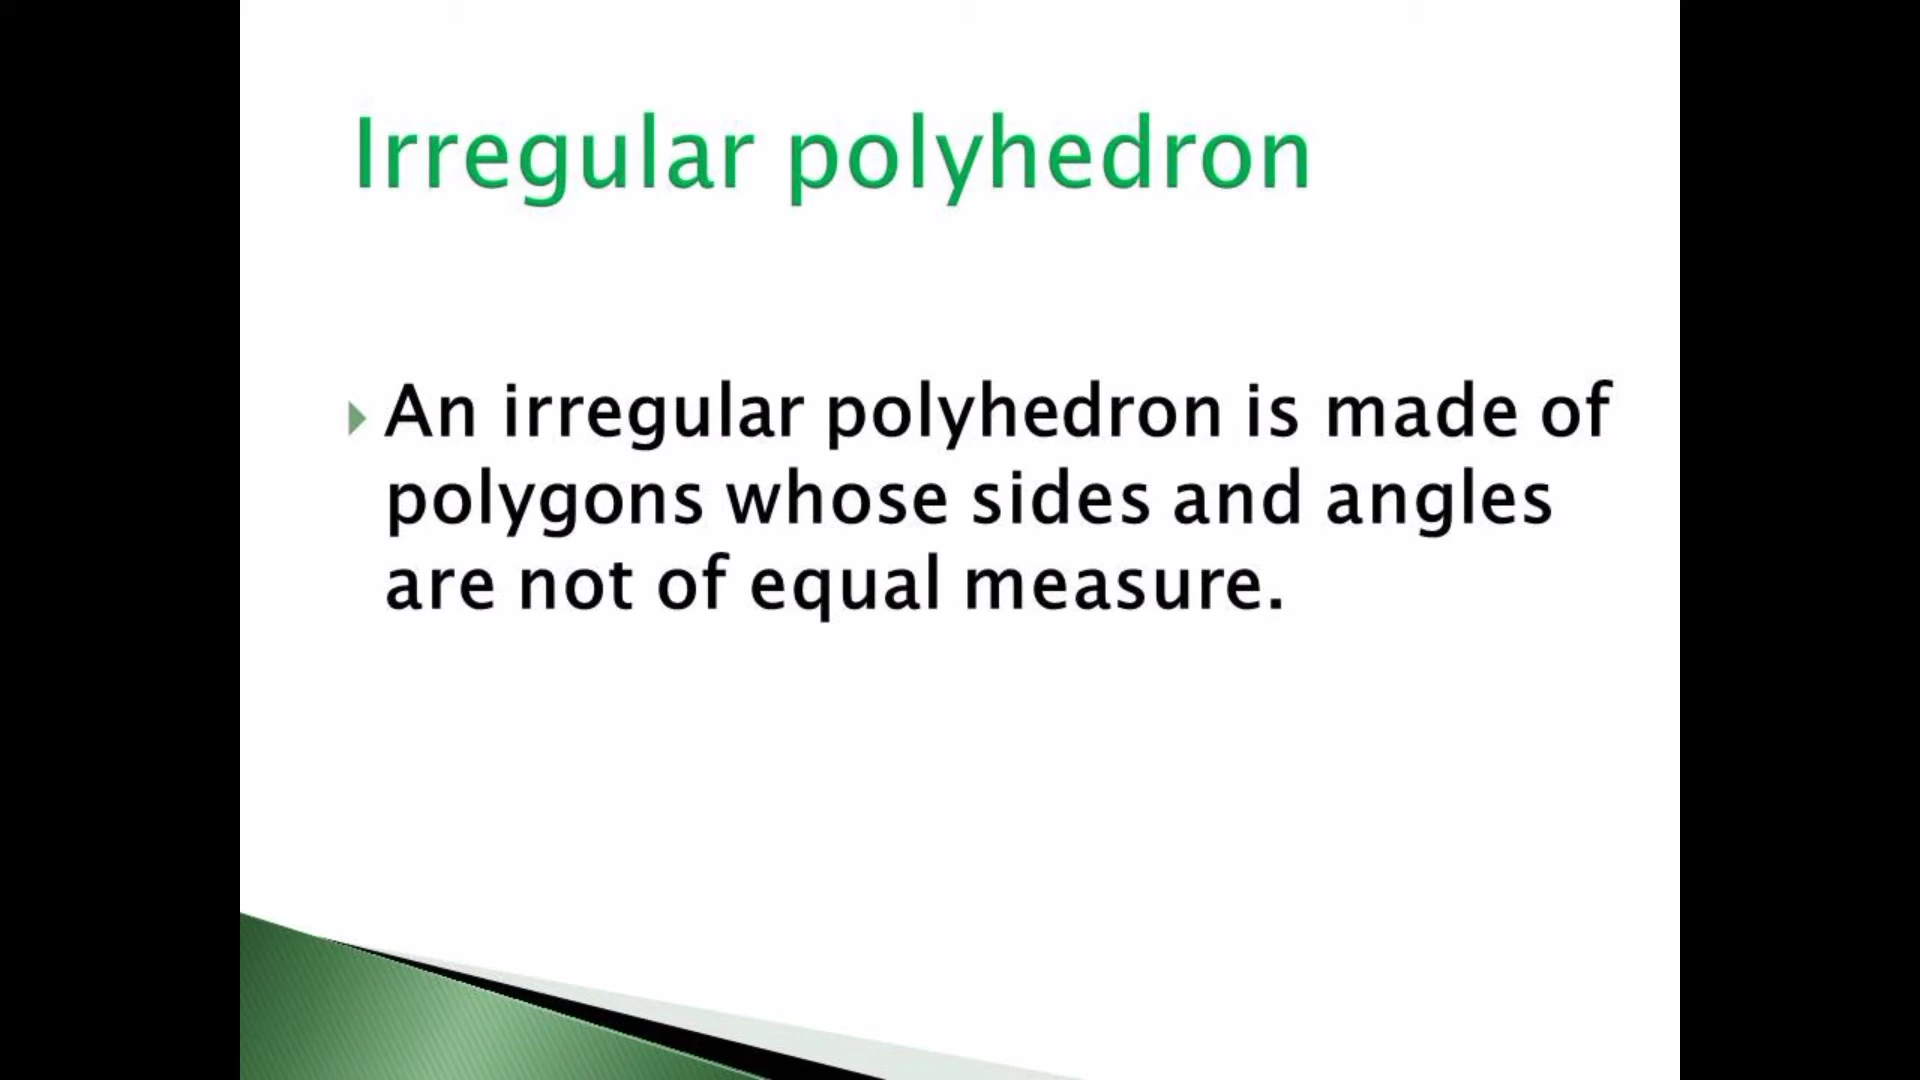 Irregular polyhedron
An irregular polyhedron is made of
polygons whose sides and angles
are not of equal measure.